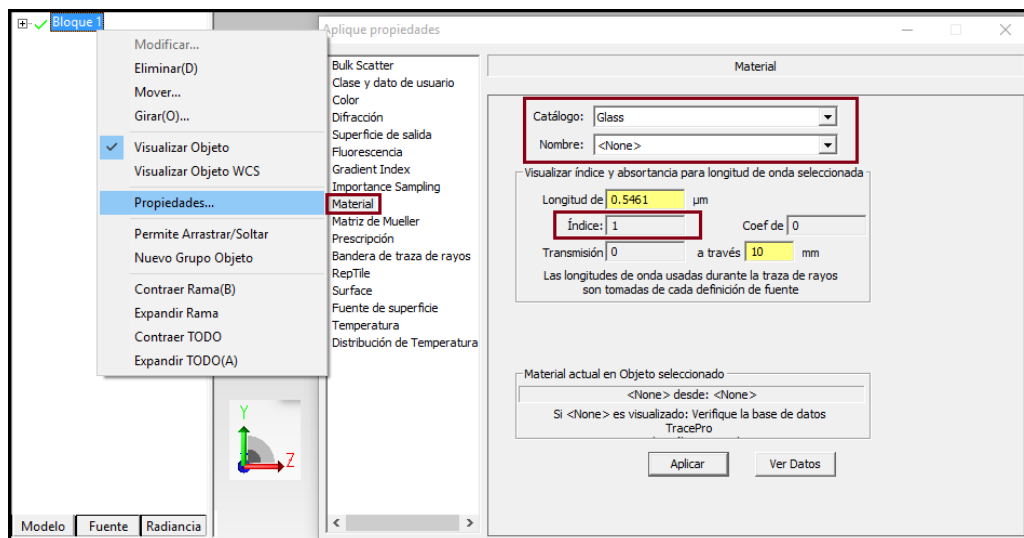 Bloque 1
Modificar...
Eliminar(D)
Mover...
Girar(O)...
Visualizar Objeto
Visualizar Objeto WCS
Propiedades...
Permite Arrastrar/Soltar
Nuevo Grupo Objeto
Contraer Rama(B)
Expandir Rama
Contraer TODO
Expandir TODO(A)
Y
Z
Modelo
Fuente
Radiancia
Aplique propiedades
Bulk Scatter
Clase y dato de usuario
Color
Difracción
Superficie de salida
Fluorescencia
Gradient Index
Importance Sampling
Material
Matriz de Mueller
Prescripción
Bandera de traza de rayos
RepTile
Surface
Fuente de superficie
Temperatura
Distribución de Temperatura
Material
Catálogo: Glass
Nombre: <None>
Visualizar índice y absortancia para longitud de onda seleccionada
Longitud de 0.5461 µm
Índice: 1 Coef de 0
Transmisión 0 a través 10 mm
Las longitudes de onda usadas durante la traza de rayos
son tomadas de cada definición de fuente
Material actual en Objeto seleccionado
<None> desde: <None>
Si <None> es visualizado: Verifique la base de datos
TracePro
Aplicar
Ver Datos